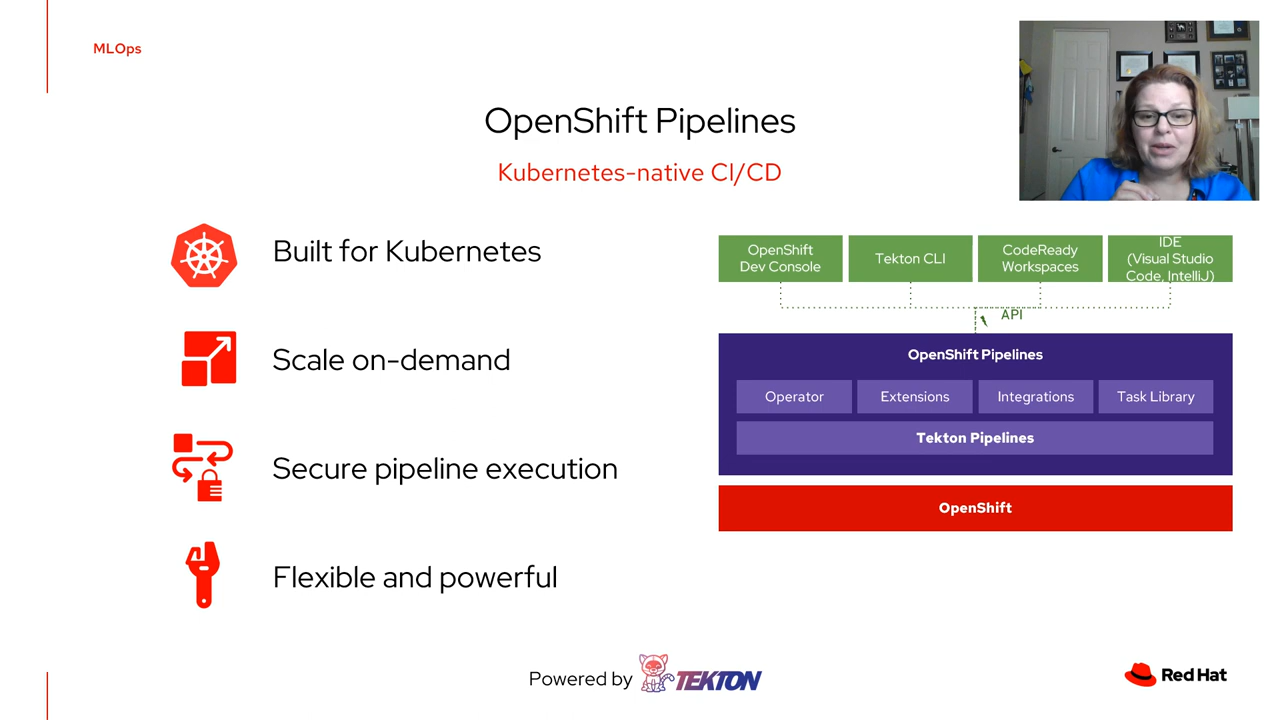 MLOps
OpenShift Pipelines
Kubernetes-native CI/CD
Built for Kubernetes
Scale on-demand
Secure pipeline execution
Flexible and powerful
OpenShift
Dev Console
Tekton CLI
CodeReady
Workspaces
IDE
(Visual Studio
Code, IntelliJ)
API
OpenShift Pipelines
Operator
Extensions
Integrations
Task Library
Tekton Pipelines
OpenShift
Powered by TEKTON
Red Hat